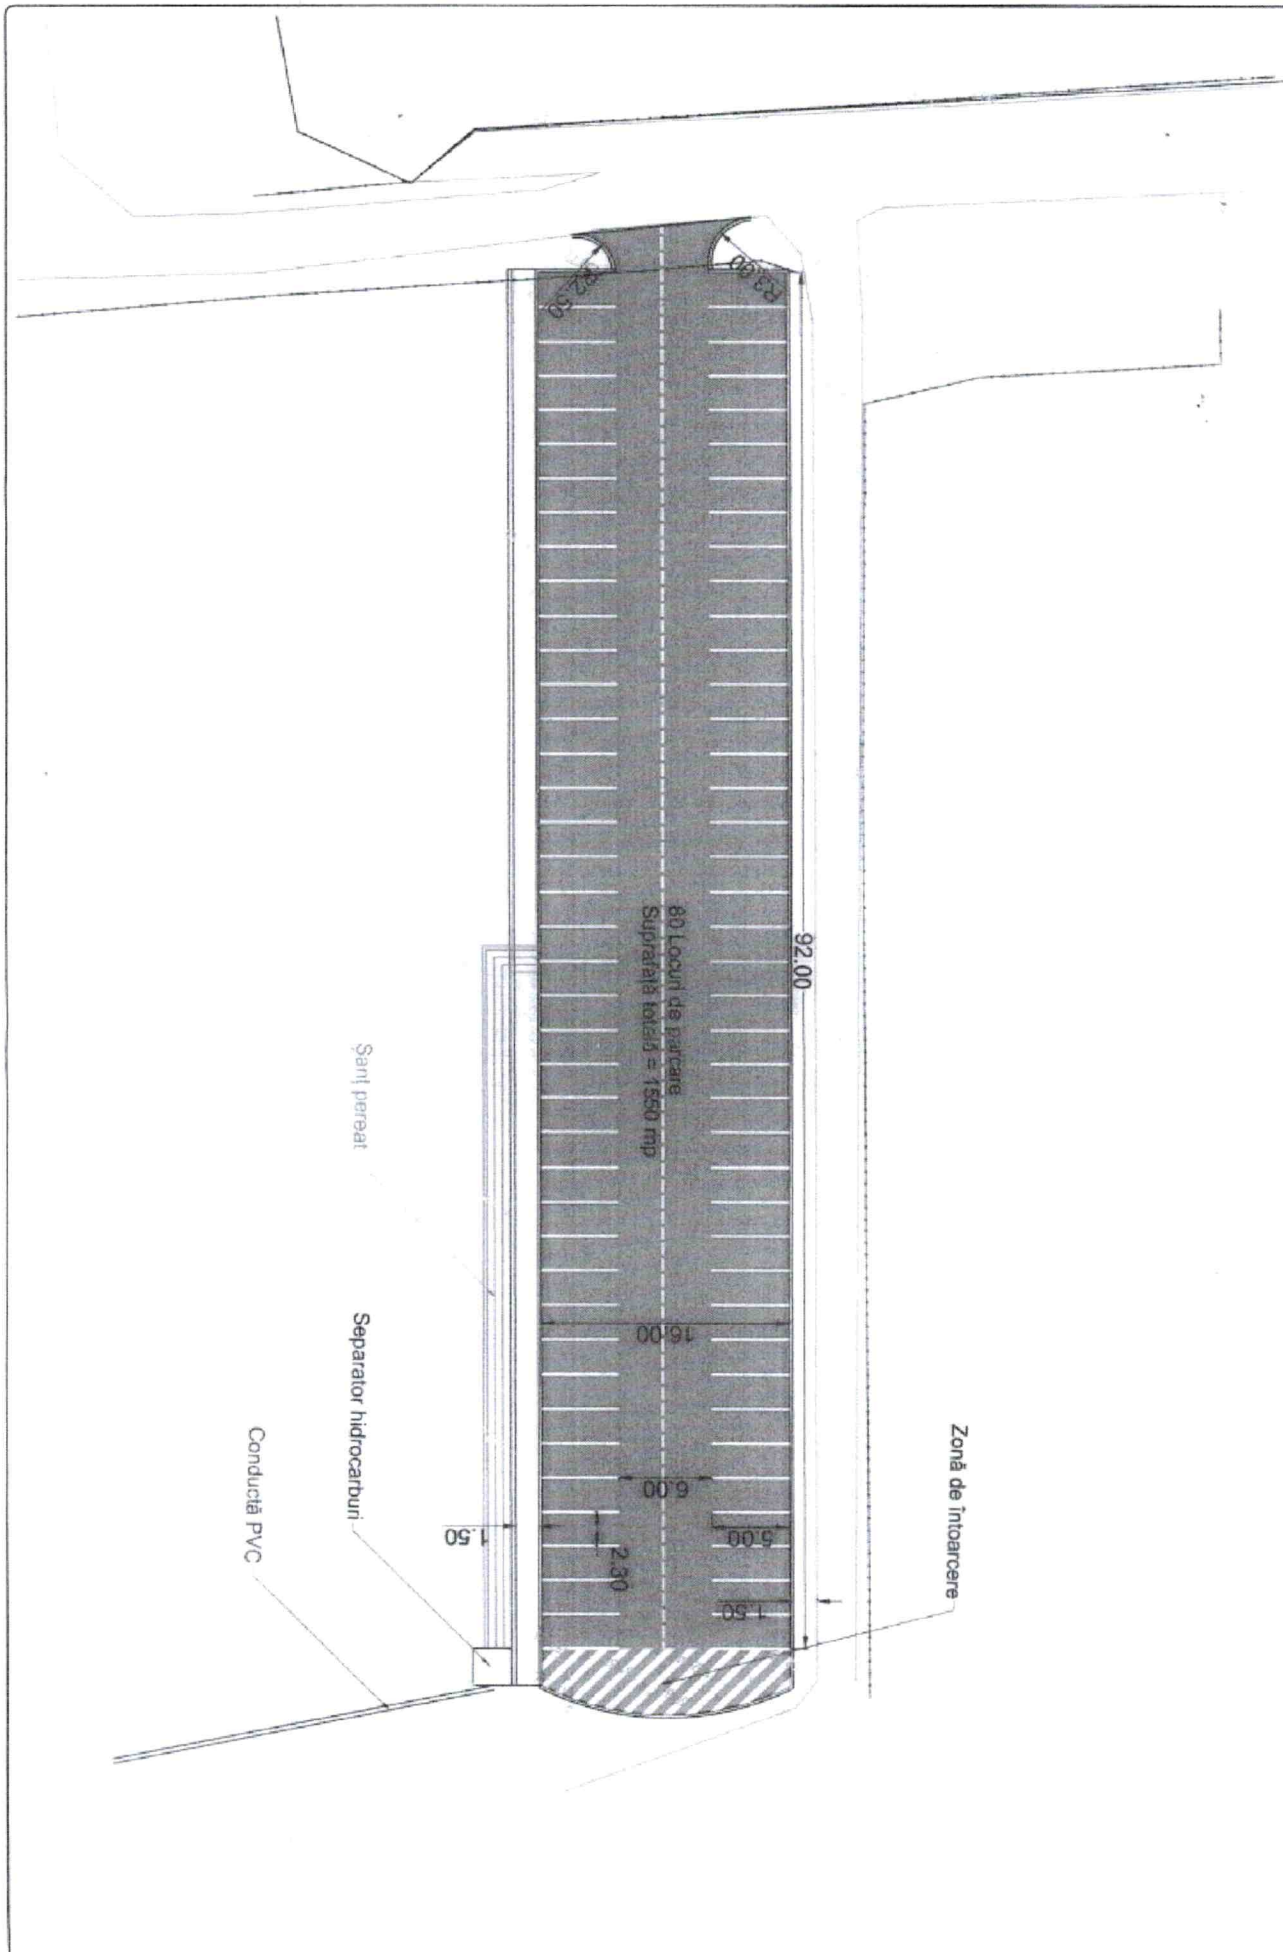 R2.50
R3.00
92.00
80 Locuri de parcare
Suprafață totală = 1550 mp
Șanț pereat
16.00
Separator hidrocarburi
Conductă PVC
6.00
5.00
2.30
1.50
1.50
Zonă de întoarcere